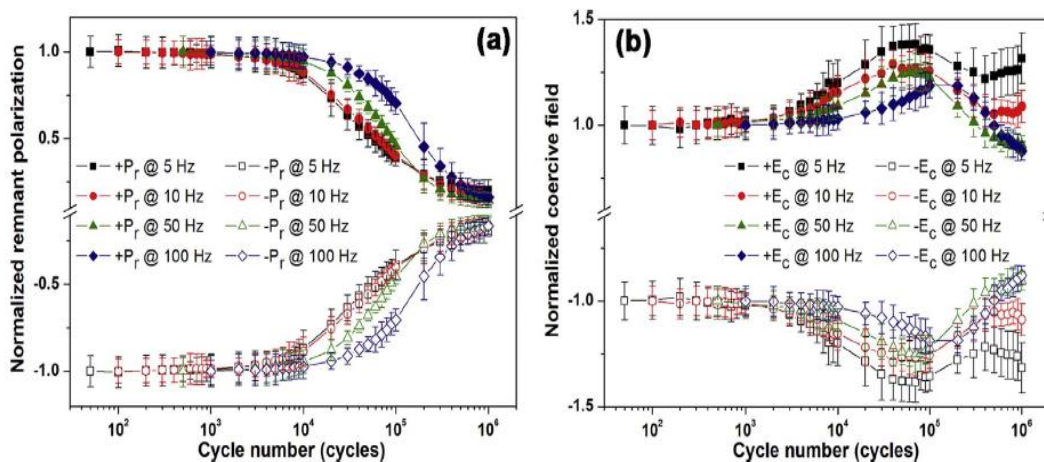 (a)
Normalized remnant polarization
1.0
0.5
-0.5
-1.0
+Pr @ 5 Hz
-Pr @ 5 Hz
+Pr @ 10 Hz
-Pr @ 10 Hz
+Pr @ 50 Hz
-Pr @ 50 Hz
+Pr @ 100 Hz
-Pr @ 100 Hz
10² 10³ 10⁴ 10⁵ 10⁶
Cycle number (cycles)
(b)
Normalized coercive field
1.5
1.0
-1.0
-1.5
+Ec @ 5 Hz
-Ec @ 5 Hz
+Ec @ 10 Hz
-Ec @ 10 Hz
+Ec @ 50 Hz
-Ec @ 50 Hz
+Ec @ 100 Hz
-Ec @ 100 Hz
10² 10³ 10⁴ 10⁵ 10⁶
Cycle number (cycles)